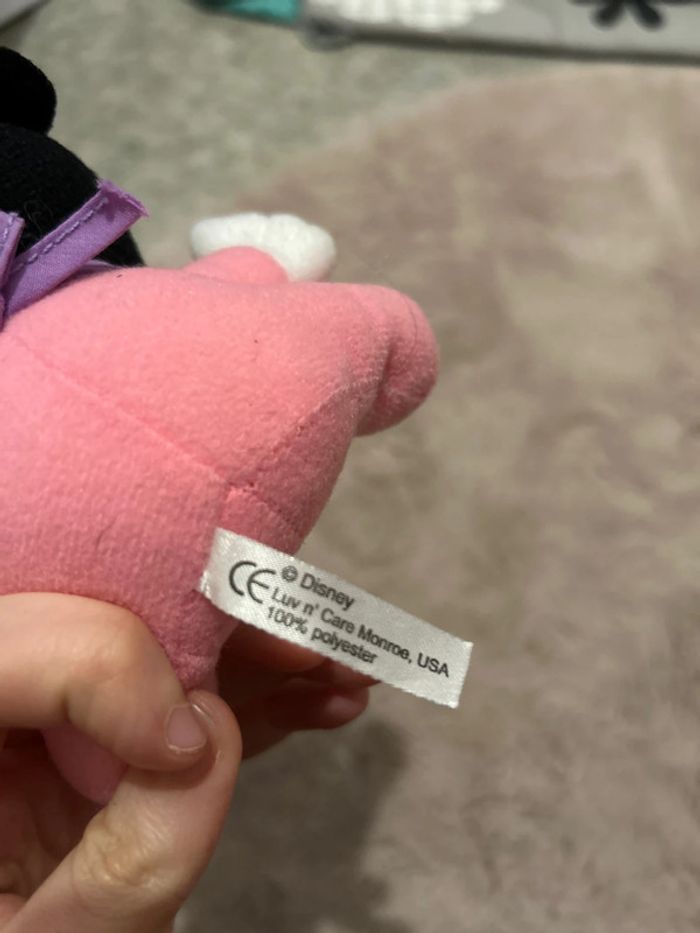 CE © Disney
Luv n' Care Monroe, USA
100% polyester